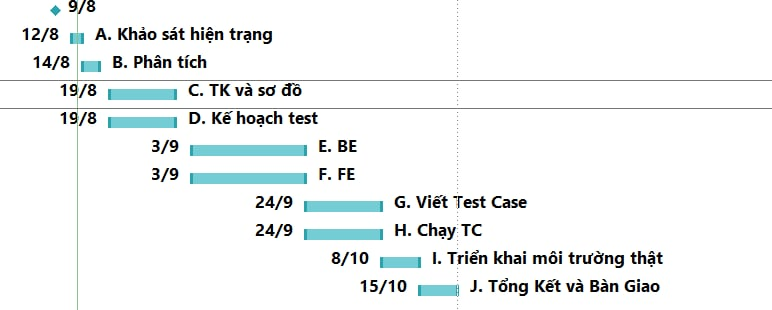 9/8
12/8 A. Khảo sát hiện trạng
14/8 B. Phân tích
19/8 C. TK và sơ đồ
19/8 D. Kế hoạch test
3/9 E. BE
3/9 F. FE
24/9 G. Viết Test Case
24/9 H. Chạy TC
8/10 I. Triển khai môi trường thật
15/10 J. Tổng Kết và Bàn Giao